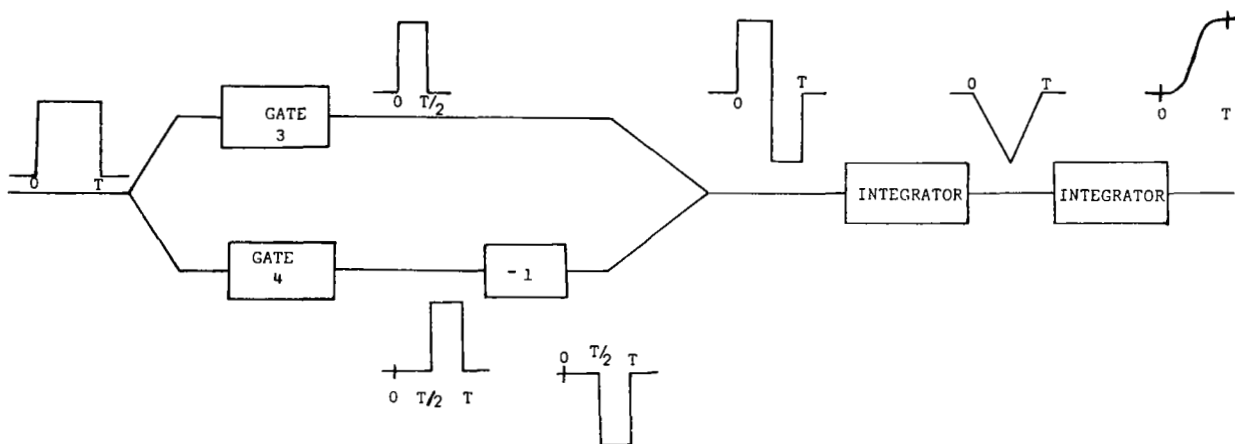 0 T
GATE
3
0 T/2
GATE
4
0 T/2 T
- 1
0 T/2 T
0 T
INTEGRATOR
0 T
INTEGRATOR
0 T